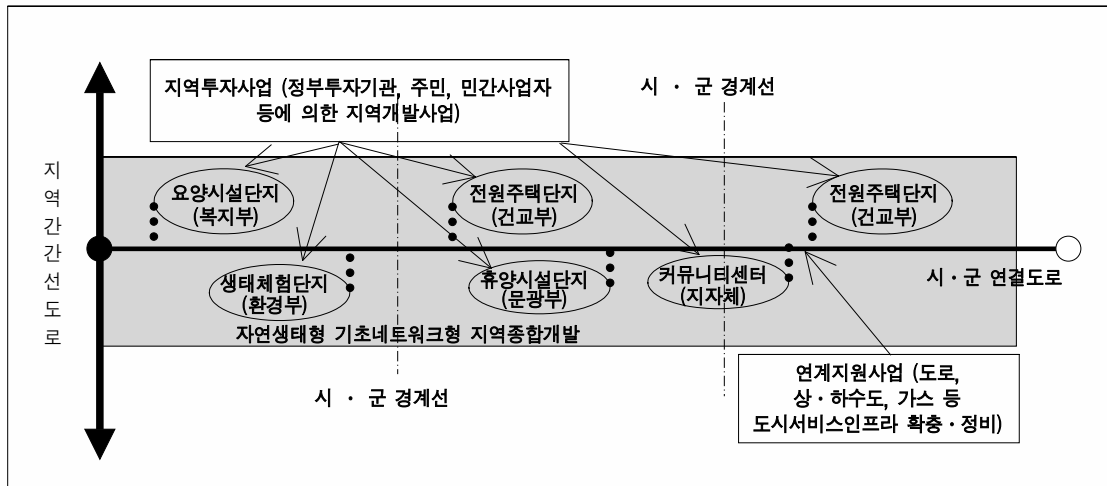 지역투자사업 (정부투자기관, 주민, 민간사업자
등에 의한 지역개발사업)
시 · 군 경계선
지역간간선도로
요양시설단지
(복지부)
전원주택단지
(건교부)
전원주택단지
(건교부)
생태체험단지
(환경부)
휴양시설단지
(문광부)
커뮤니티센터
(지자체)
시 · 군 연결도로
자연생태형 기초네트워크형 지역종합개발
시 · 군 경계선
연계지원사업 (도로,
상·하수도, 가스 등
도시서비스인프라 확충·정비)